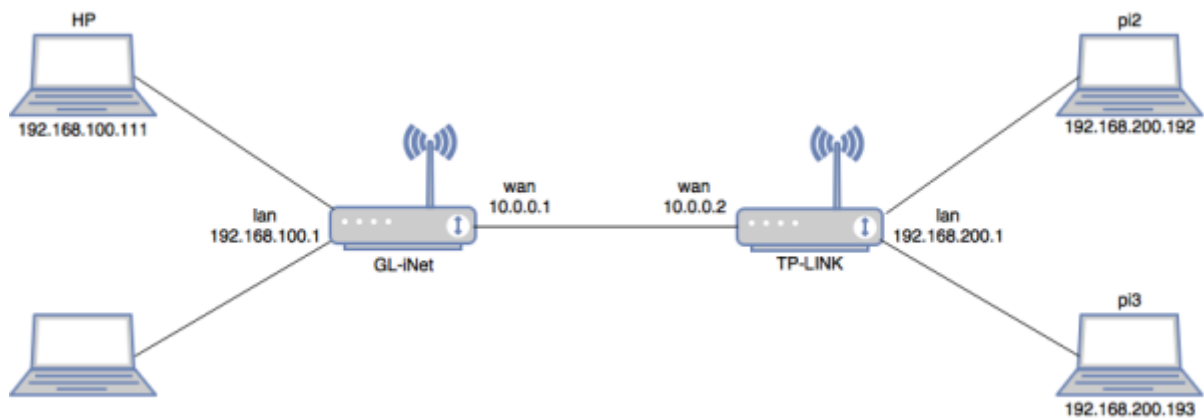 HP
pi2
192.168.100.111
192.168.200.192
wan
10.0.0.1
wan
10.0.0.2
lan
192.168.100.1
lan
192.168.200.1
GL-iNet
TP-LINK
pi3
192.168.200.193